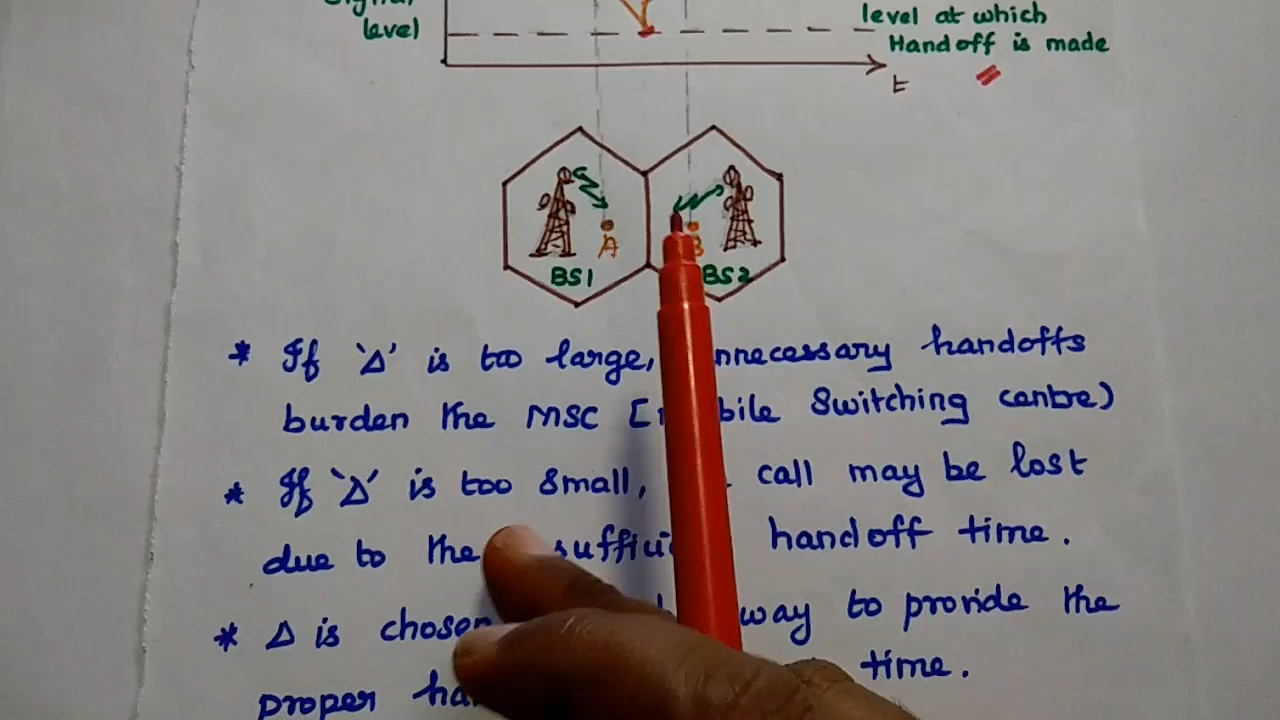 level
level at which
Handoff is made
t
A
BS1
BS2
* If 'Δ' is too large, nnecessary handoffs
burden the MSC [ bile Switching centre)
* If 'Δ' is too small, call may be lost
due to the suffici handoff time.
* Δ is chosen way to provide the
proper ha time.